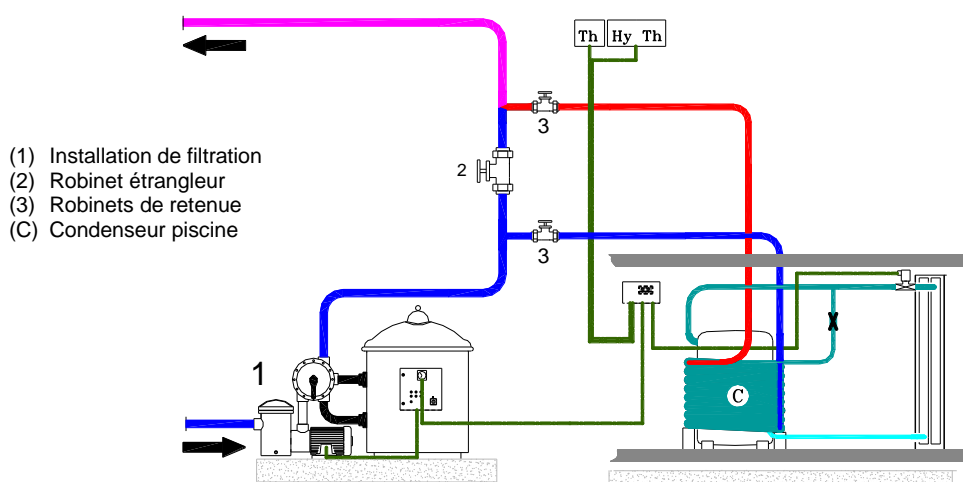 Th
Hy Th
3
(1) Installation de filtration
(2) Robinet étrangleur
(3) Robinets de retenue
(C) Condenseur piscine
2
3
1
C